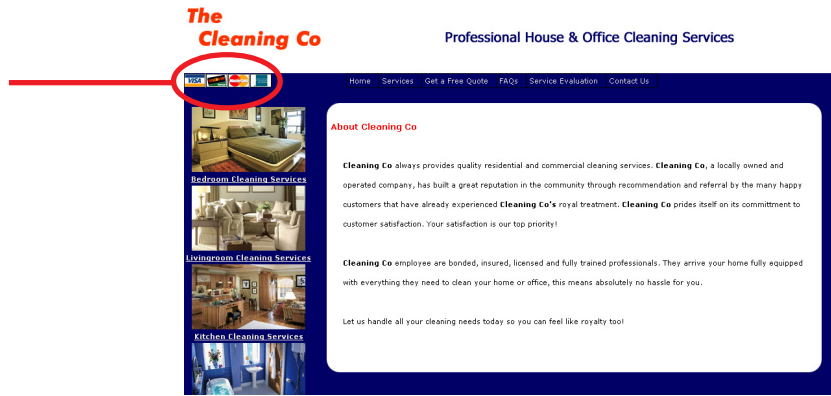 The
Cleaning Co
Professional House & Office Cleaning Services
VISA
Home Services Get a Free Quote FAQs Service Evaluation Contact Us
Bedroom Cleaning Services
Livingroom Cleaning Services
Kitchen Cleaning Services
About Cleaning Co
Cleaning Co always provides quality residential and commercial cleaning services. Cleaning Co, a locally owned and
operated company, has built a great reputation in the community through recommendation and referral by the many happy
customers that have already experienced Cleaning Co's royal treatment. Cleaning Co prides itself on its committment to
customer satisfaction. Your satisfaction is our top priority!
Cleaning Co employee are bonded, insured, licensed and fully trained professionals. They arrive your home fully equipped
with everything they need to clean your home or office, this means absolutely no hassle for you.
Let us handle all your cleaning needs today so you can feel like royalty too!